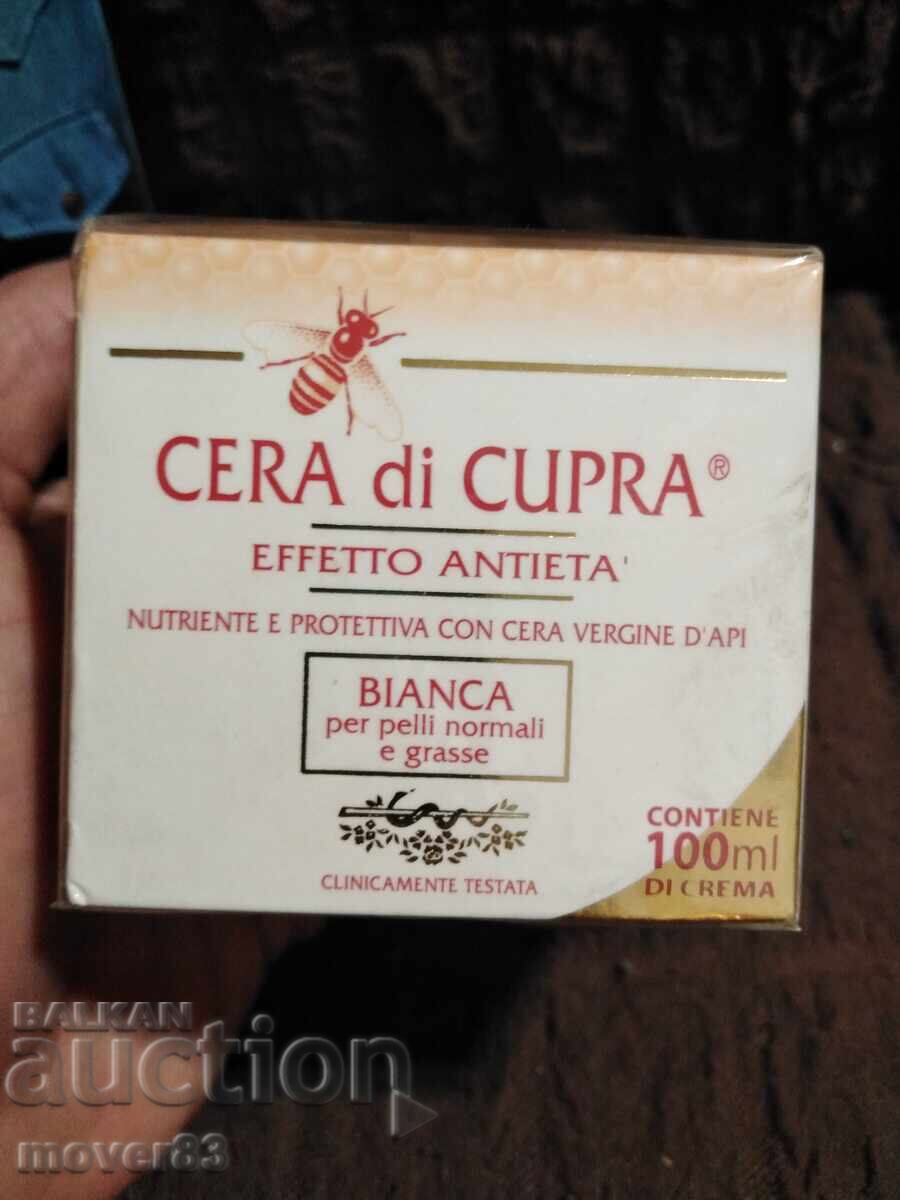 CERA di CUPRA®
EFFETTO ANTIETA'
NUTRIENTE E PROTETTIVA CON CERA VERGINE D'API
BIANCA
per pelli normali
e grasse
CLINICAMENTE TESTATA
CONTIENE
100ml
DI CREMA
BALKAN
auction
mover83